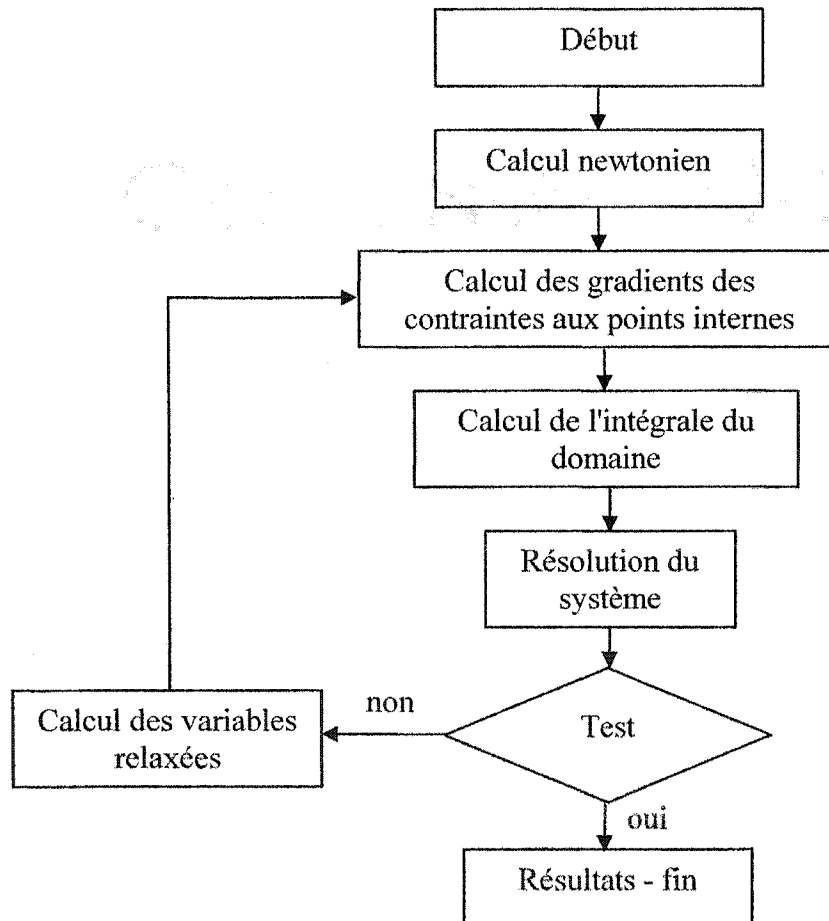 Début
Calcul newtonien
Calcul des gradients des
contraintes aux points internes
Calcul de l'intégrale du
domaine
Résolution du
système
Test
non
Calcul des variables
relaxées
oui
Résultats - fin